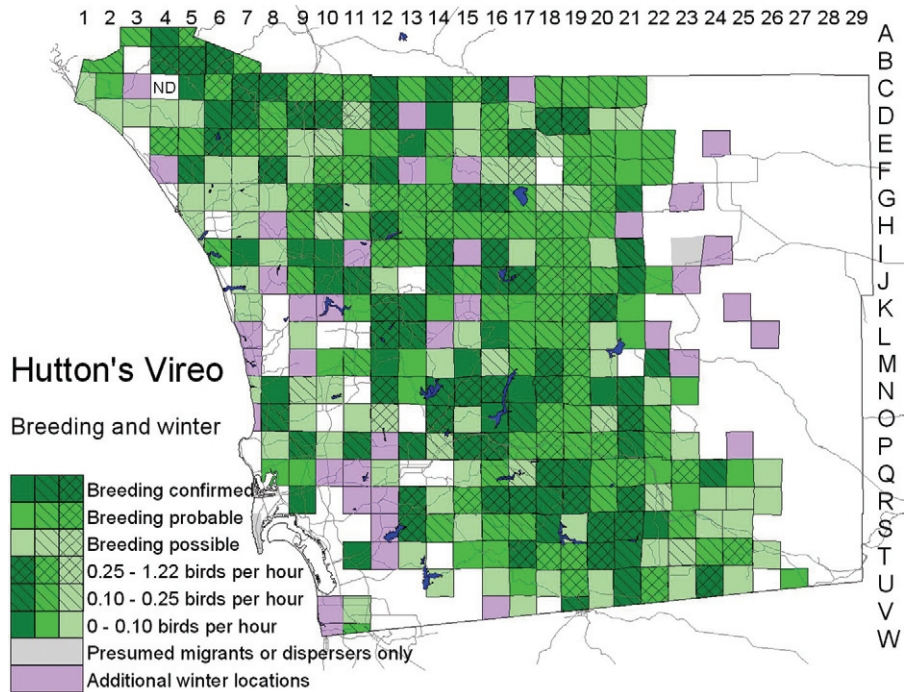 1 2 3 4 5 6 7 8 9 10 11 12 13 14 15 16 17 18 19 20 21 22 23 24 25 26 27 28 29
A
B
C
D
E
F
G
H
I
J
K
L
M
N
O
P
Q
R
S
T
U
V
W
ND
Hutton's Vireo
Breeding and winter
Breeding confirmed
Breeding probable
Breeding possible
0.25 - 1.22 birds per hour
0.10 - 0.25 birds per hour
0 - 0.10 birds per hour
Presumed migrants or dispersers only
Additional winter locations